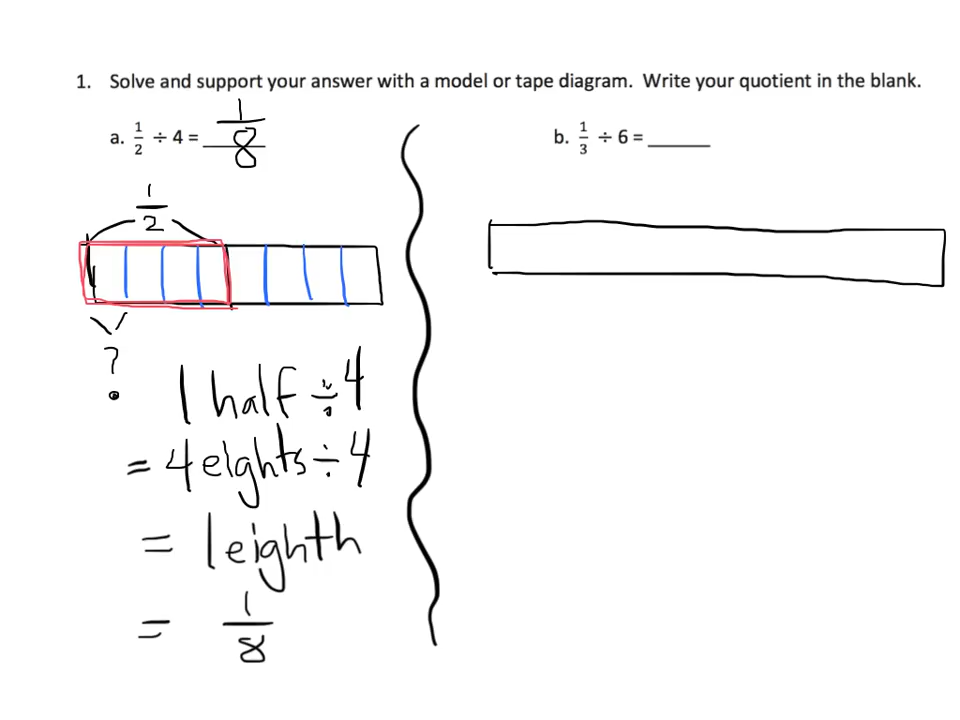 1. Solve and support your answer with a model or tape diagram. Write your quotient in the blank.
a. 1/2 ÷ 4 = 1/8
b. 1/3 ÷ 6 = ______
1/2
?
1 half ÷ 4
= 4 eights ÷ 4
= 1 eighth
= 1/8